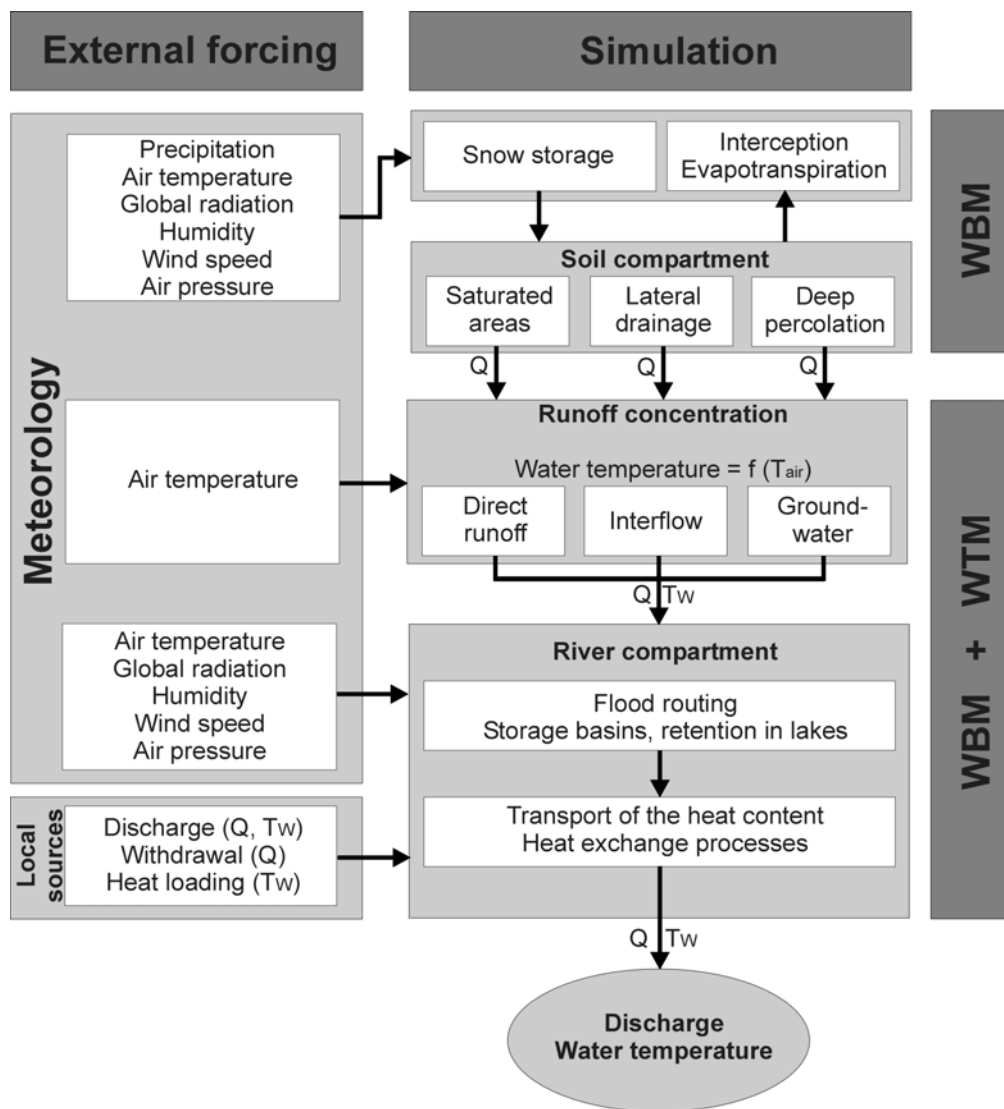 External forcing
Simulation
Meteorology
Precipitation
Air temperature
Global radiation
Humidity
Wind speed
Air pressure
Snow storage
Interception
Evapotranspiration
WBM
Soil compartment
Saturated
areas
Lateral
drainage
Deep
percolation
Q
Q
Q
Air temperature
Runoff concentration
Water temperature = f (Tair)
Direct
runoff
Interflow
Ground-
water
Q Tw
WBM + WTM
Air temperature
Global radiation
Humidity
Wind speed
Air pressure
River compartment
Flood routing
Storage basins, retention in lakes
Local
sources
Discharge (Q, Tw)
Withdrawal (Q)
Heat loading (Tw)
Transport of the heat content
Heat exchange processes
Q Tw
Discharge
Water temperature